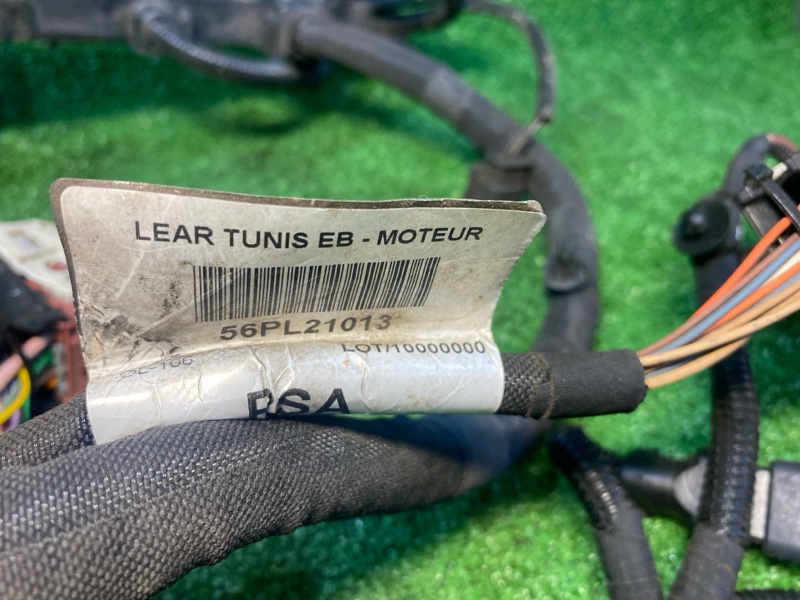 LEAR TUNIS EB - MOTEUR
56PL21013
LOT/10000000
PSA